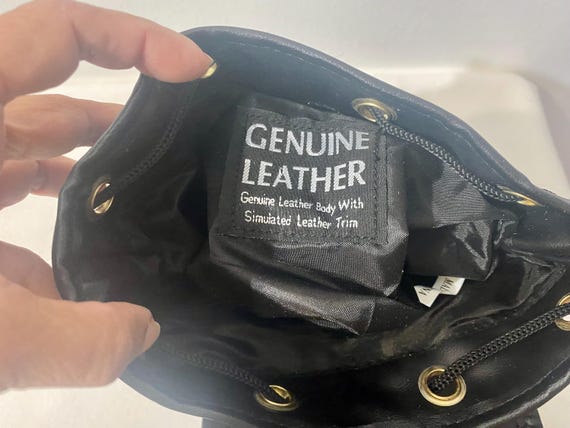 GENUINE
LEATHER
Genuine Leather Body With
Simulated Leather Trim